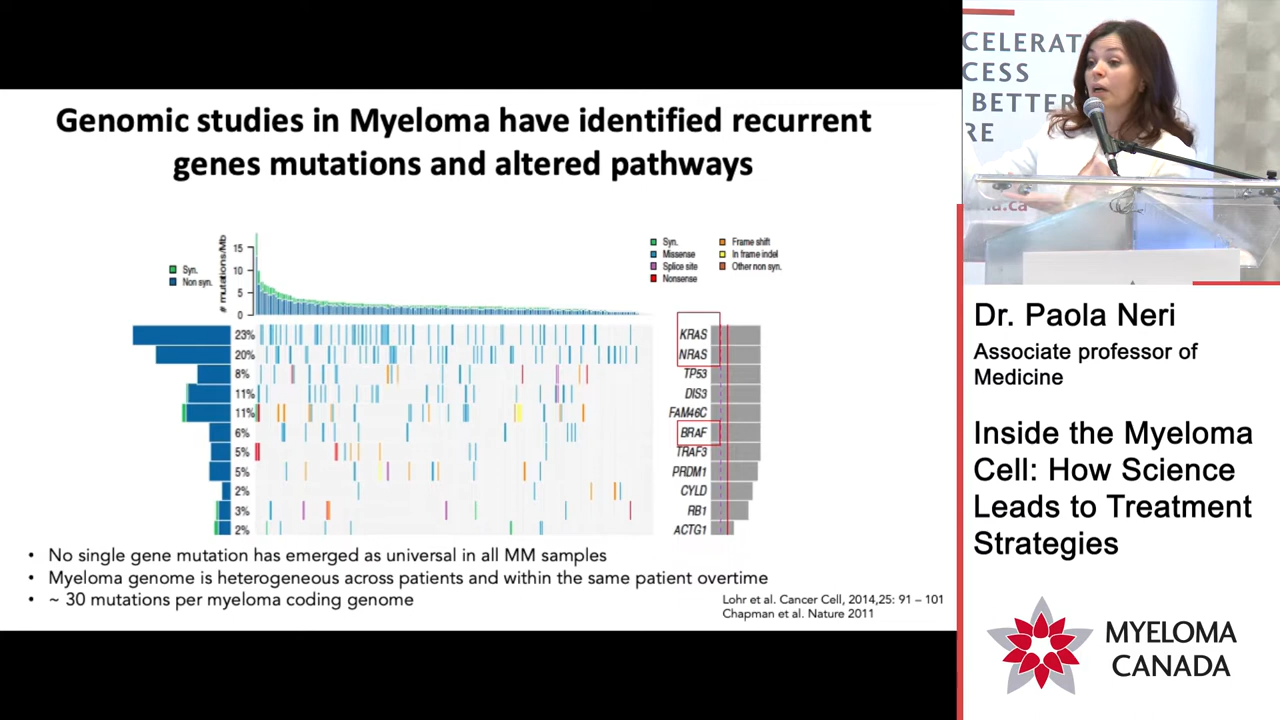 Genomic studies in Myeloma have identified recurrent
genes mutations and altered pathways
# mutations/Mb
15
10
5
0
Syn.
Non syn.
Syn.
Missense
Splice site
Nonsense
Frame shift
In frame indel
Other non syn.
23% KRAS
20% NRAS
8% TP53
11% DIS3
11% FAM46C
6% BRAF
5% TRAF3
5% PRDM1
2% CYLD
3% RB1
2% ACTG1
• No single gene mutation has emerged as universal in all MM samples
• Myeloma genome is heterogeneous across patients and within the same patient overtime
• ~ 30 mutations per myeloma coding genome
Lohr et al. Cancer Cell, 2014,25: 91 – 101
Chapman et al. Nature 2011
CELERAT
CESS
BETTER
RE
a.ca
Dr. Paola Neri
Associate professor of
Medicine
Inside the Myeloma
Cell: How Science
Leads to Treatment
Strategies
MYELOMA
CANADA